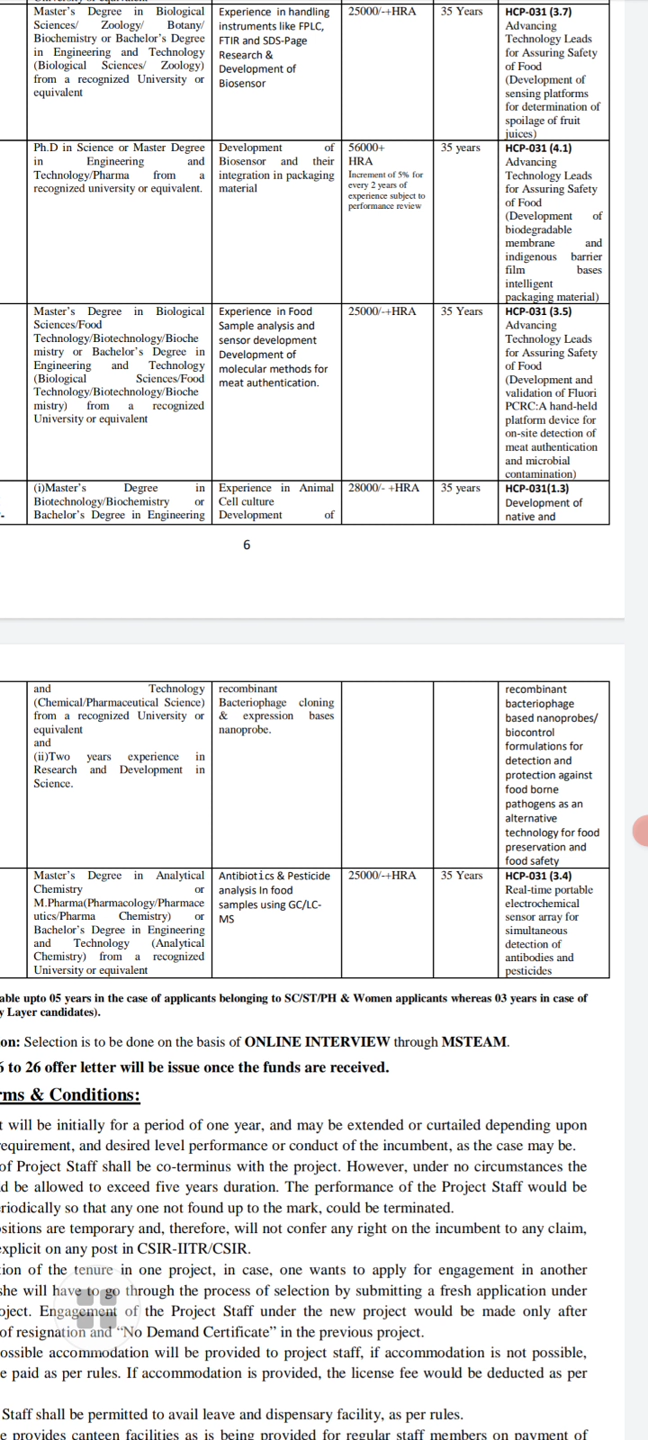 Master's Degree in Biological
Sciences/ Zoology/ Botany/
Biochemistry or Bachelor's Degree
in Engineering and Technology
(Biological Sciences/ Zoology)
from a recognized University or
equivalent
Experience in handling
instruments like FPLC,
FTIR and SDS-Page
Research &
Development of
Biosensor
25000/-+HRA
35 Years
HCP-031 (3.7)
Advancing
Technology Leads
for Assuring Safety
of Food
(Development of
sensing platforms
for determination of
spoilage of fruit
juices)
Ph.D in Science or Master Degree
in Engineering and
Technology/Pharma from a
recognized university or equivalent.
Development of
Biosensor and their
integration in packaging
material
56000+
HRA
Increment of 5% for
every 2 years of
experience subject to
performance review
35 years
HCP-031 (4.1)
Advancing
Technology Leads
for Assuring Safety
of Food
(Development of
biodegradable
membrane and
indigenous barrier
film bases
intelligent
packaging material)
Master's Degree in Biological
Sciences/Food
Technology/Biotechnology/Bioche
mistry or Bachelor's Degree in
Engineering and Technology
(Biological Sciences/Food
Technology/Biotechnology/Bioche
mistry) from a recognized
University or equivalent
Experience in Food
Sample analysis and
sensor development
Development of
molecular methods for
meat authentication.
25000/-+HRA
35 Years
HCP-031 (3.5)
Advancing
Technology Leads
for Assuring Safety
of Food
(Development and
validation of Fluori
PCRC:A hand-held
platform device for
on-site detection of
meat authentication
and microbial
contamination)
(i)Master's Degree in
Biotechnology/Biochemistry or
Bachelor's Degree in Engineering
Experience in Animal
Cell culture
Development of
28000/- +HRA
35 years
HCP-031(1.3)
Development of
native and
6
and Technology
(Chemical/Pharmaceutical Science)
from a recognized University or
equivalent
and
(ii)Two years experience in
Research and Development in
Science.
recombinant
Bacteriophage cloning
& expression bases
nanoprobe.
recombinant
bacteriophage
based nanoprobes/
biocontrol
formulations for
detection and
protection against
food borne
pathogens as an
alternative
technology for food
preservation and
food safety
Master's Degree in Analytical
Chemistry or
M.Pharma(Pharmacology/Pharmace
utics/Pharma Chemistry) or
Bachelor's Degree in Engineering
and Technology (Analytical
Chemistry) from a recognized
University or equivalent
Antibiotics & Pesticide
analysis In food
samples using GC/LC-
MS
25000/-+HRA
35 Years
HCP-031 (3.4)
Real-time portable
electrochemical
sensor array for
simultaneous
detection of
antibodies and
pesticides
able upto 05 years in the case of applicants belonging to SC/ST/PH & Women applicants whereas 03 years in case of
y Layer candidates).
on: Selection is to be done on the basis of ONLINE INTERVIEW through MSTEAM.
to 26 offer letter will be issue once the funds are received.
rms & Conditions:
t will be initially for a period of one year, and may be extended or curtailed depending upon
equirement, and desired level performance or conduct of the incumbent, as the case may be.
of Project Staff shall be co-terminus with the project. However, under no circumstances the
d be allowed to exceed five years duration. The performance of the Project Staff would be
riodically so that any one not found up to the mark, could be terminated.
sitions are temporary and, therefore, will not confer any right on the incumbent to any claim,
explicit on any post in CSIR-IITR/CSIR.
ion of the tenure in one project, in case, one wants to apply for engagement in another
she will have to go through the process of selection by submitting a fresh application under
oject. Engagement of the Project Staff under the new project would be made only after
of resignation and “No Demand Certificate” in the previous project.
ossible accommodation will be provided to project staff, if accommodation is not possible,
e paid as per rules. If accommodation is provided, the license fee would be deducted as per
Staff shall be permitted to avail leave and dispensary facility, as per rules.
e provides canteen facilities as is being provided for regular staff members on payment of